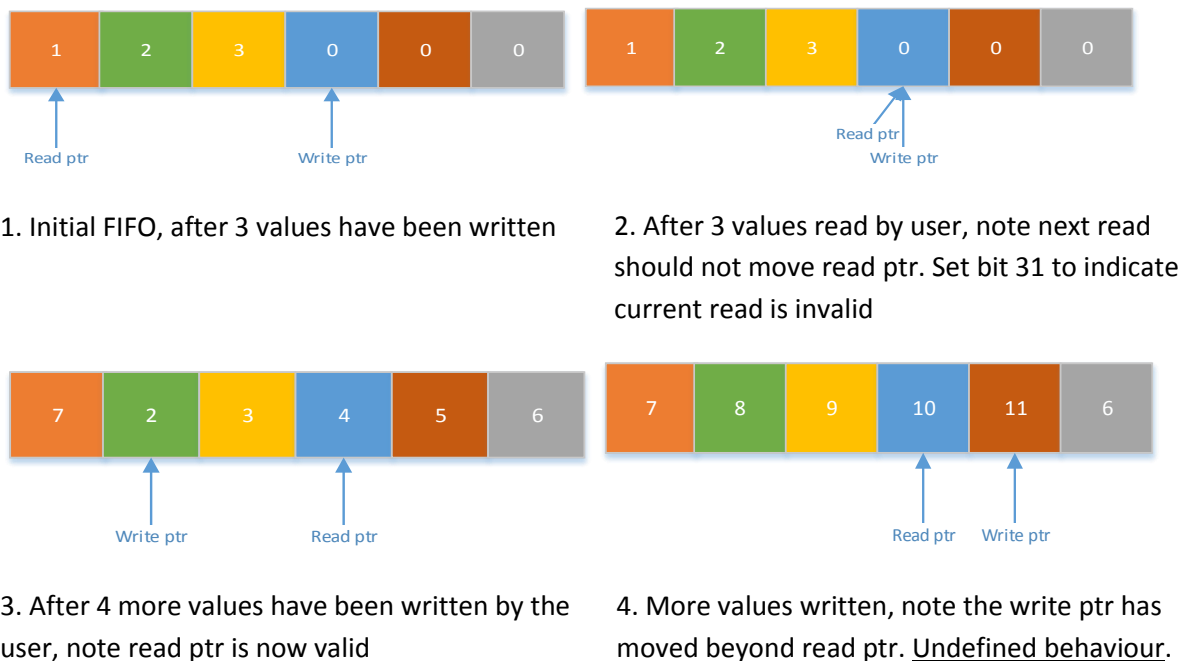 1 2 3 0 0 0
Read ptr Write ptr
1. Initial FIFO, after 3 values have been written
1 2 3 0 0 0
Read ptr
Write ptr
2. After 3 values read by user, note next read
should not move read ptr. Set bit 31 to indicate
current read is invalid
7 2 3 4 5 6
Write ptr Read ptr
3. After 4 more values have been written by the
user, note read ptr is now valid
7 8 9 10 11 6
Read ptr Write ptr
4. More values written, note the write ptr has
moved beyond read ptr. Undefined behaviour.